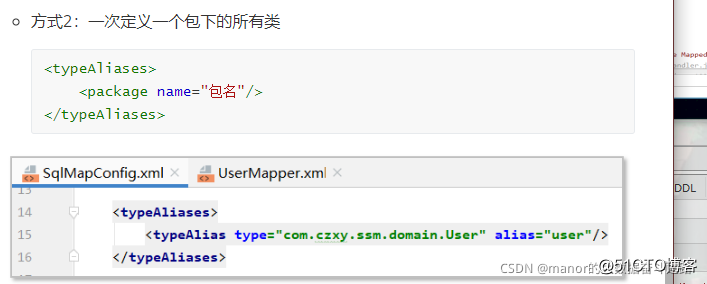 方式2：一次定义一个包下的所有类
a Mapped
<typeAliases>
<package name="包名"/>
</typeAliases>
SqlMapConfig.xml
UserMapper.xml
DDL
13
14 <typeAliases>
15 <typeAlias type="com.czxy.ssm.domain.User" alias="user"/>
16 </typeAliases>
CSDN @manor的
@51CTO博客